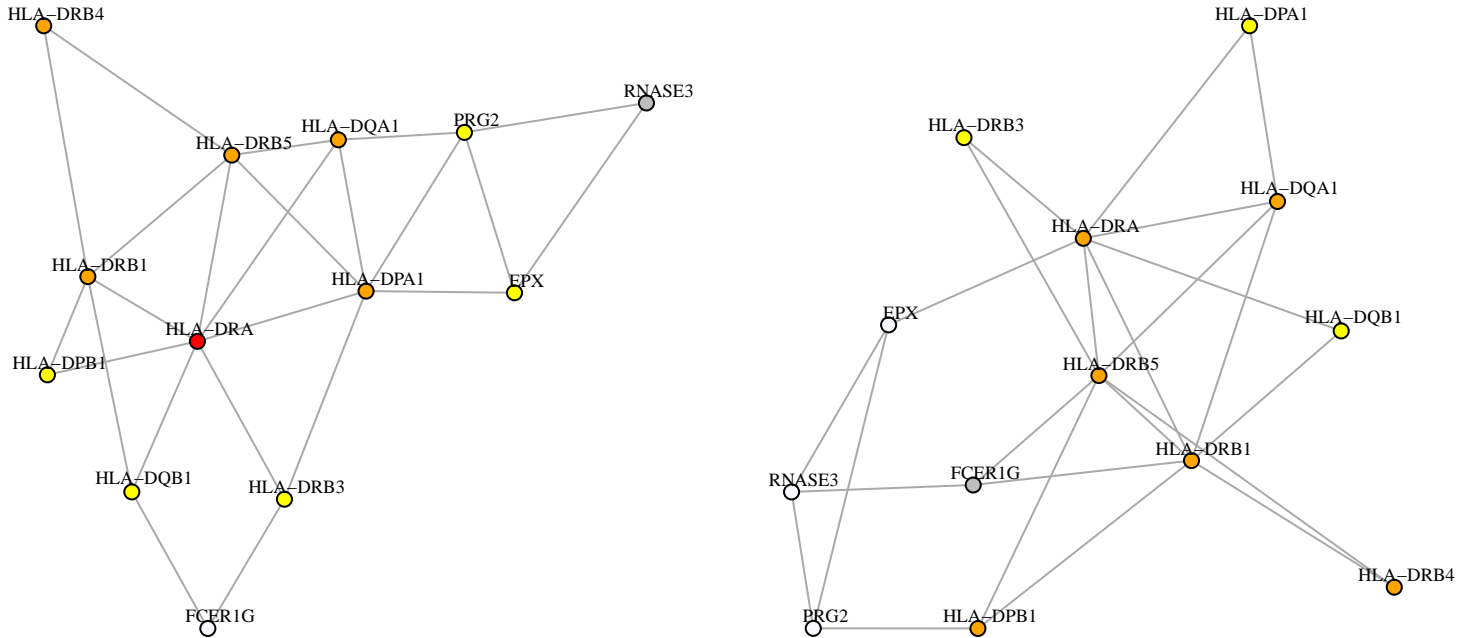 HLA−DRB4
RNASE3
PRG2
HLA−DQA1
HLA−DRB5
HLA−DRB1
HLA−DPA1
EPX
HLA−DRA
HLA−DPB1
HLA−DQB1
HLA−DRB3
FCER1G
HLA−DPA1
HLA−DRB3
HLA−DQA1
HLA−DRA
EPX
HLA−DQB1
HLA−DRB5
HLA−DRB1
FCER1G
RNASE3
HLA−DRB4
PRG2
HLA−DPB1